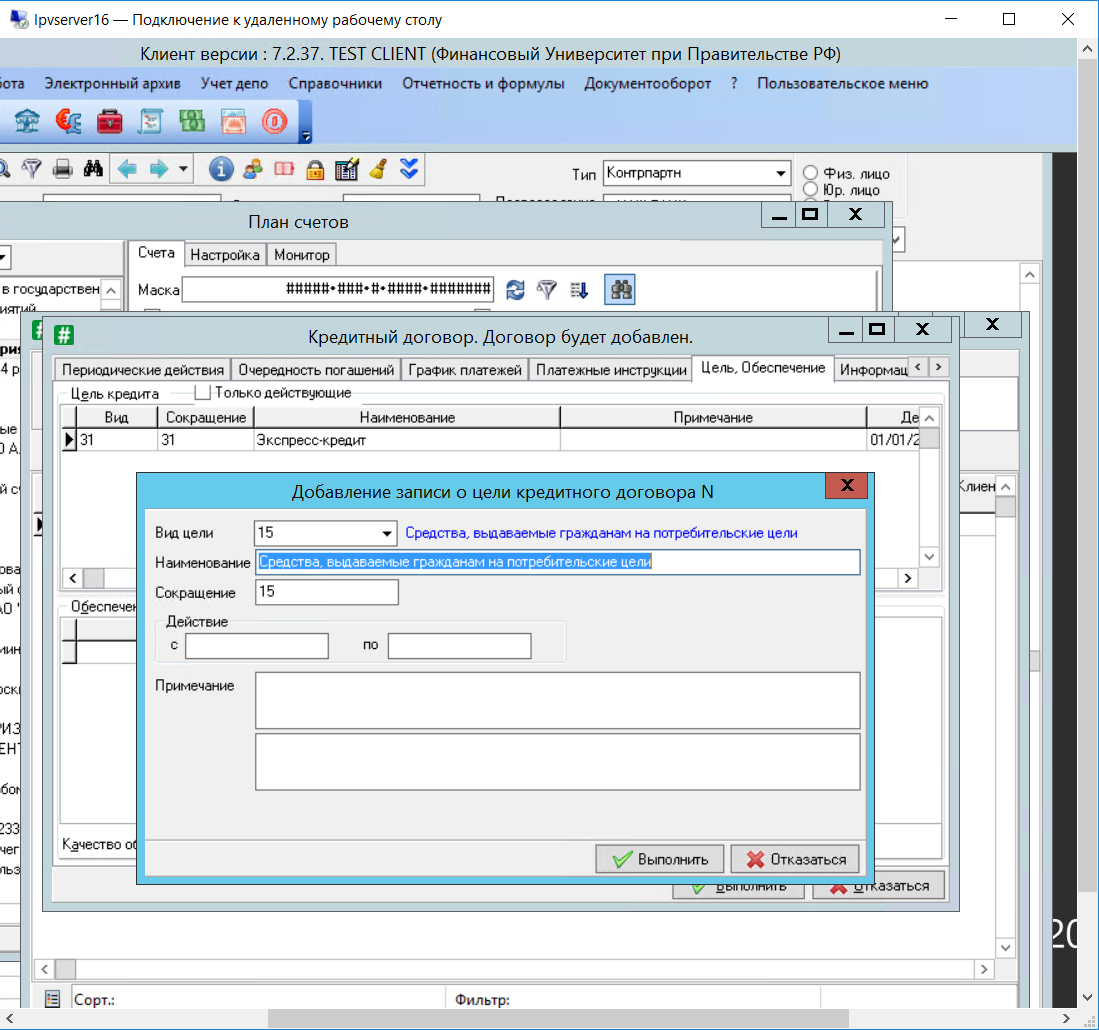 Ipvserver16 — Подключение к удаленному рабочему столу
Клиент версии : 7.2.37. TEST CLIENT (Финансовый Университет при Правительстве РФ)
Электронный архив Учет депо Справочники Отчетность и формулы Документооборот ? Пользовательское меню
Тип Контрпартн Физ. лицо
Юр. лицо
План счетов
Счета Настройка Монитор
в государствен Маска #####.###.#.####.#######
Кредитный договор. Договор будет добавлен.
Периодические действия Очередность погашений График платежей Платежные инструкции Цель, Обеспечение Информац
Цель кредита Только действующие
Вид Сокращение Наименование Примечание Де
31 31 Экспресс-кредит 01/01/2
Добавление записи о цели кредитного договора N
Клиен
Вид цели 15 Средства, выдаваемые гражданам на потребительские цели
Наименование Средства, выдаваемые гражданам на потребительские цели
Сокращение 15
Обеспечен
Действие
с по
Примечание
Качество об
Выполнить Отказаться
Выполнить Отказаться
20
Сорт.: Фильтр: